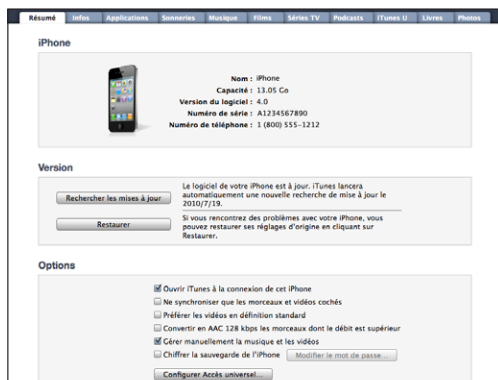 Résumé Infos Applications Sonneries Musique Films Séries TV Podcasts iTunes U Livres Photos
iPhone
Nom : iPhone
Capacité : 13.05 Go
Version du logiciel : 4.0
Numéro de série : A1234567890
Numéro de téléphone : 1 (800) 555-1212
Version
Rechercher les mises à jour
Le logiciel de votre iPhone est à jour. iTunes lancera
automatiquement une nouvelle recherche de mise à jour le
2010/7/19.
Restaurer
Si vous rencontrez des problèmes avec votre iPhone, vous
pouvez restaurer ses réglages d'origine en cliquant sur
Restaurer.
Options
Ouvrir iTunes à la connexion de cet iPhone
Ne synchroniser que les morceaux et vidéos cochés
Préférer les vidéos en définition standard
Convertir en AAC 128 kbps les morceaux dont le débit est supérieur
Gérer manuellement la musique et les vidéos
Chiffrer la sauvegarde de l'iPhone Modifier le mot de passe...
Configurer Accès universel...